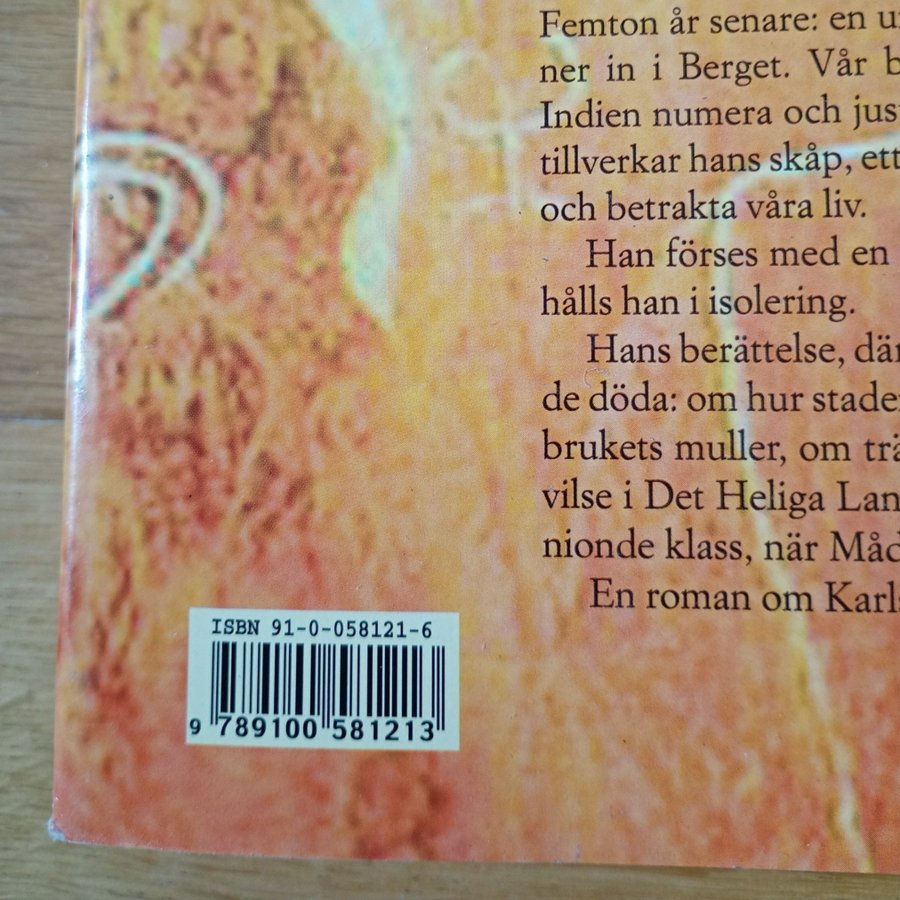 Femton år senare: en
ner in i Berget. Vår
Indien numera och
tillverkar hans skåp, ett
och betrakta våra liv.
Han förses med en
hålls han i isolering.
Hans berättelse, där
de döda: om hur staden
brukets muller, om
vilse i Det Heliga
nionde klass, när
En roman om
ISBN 91-0-058121-6
9 789100 581213